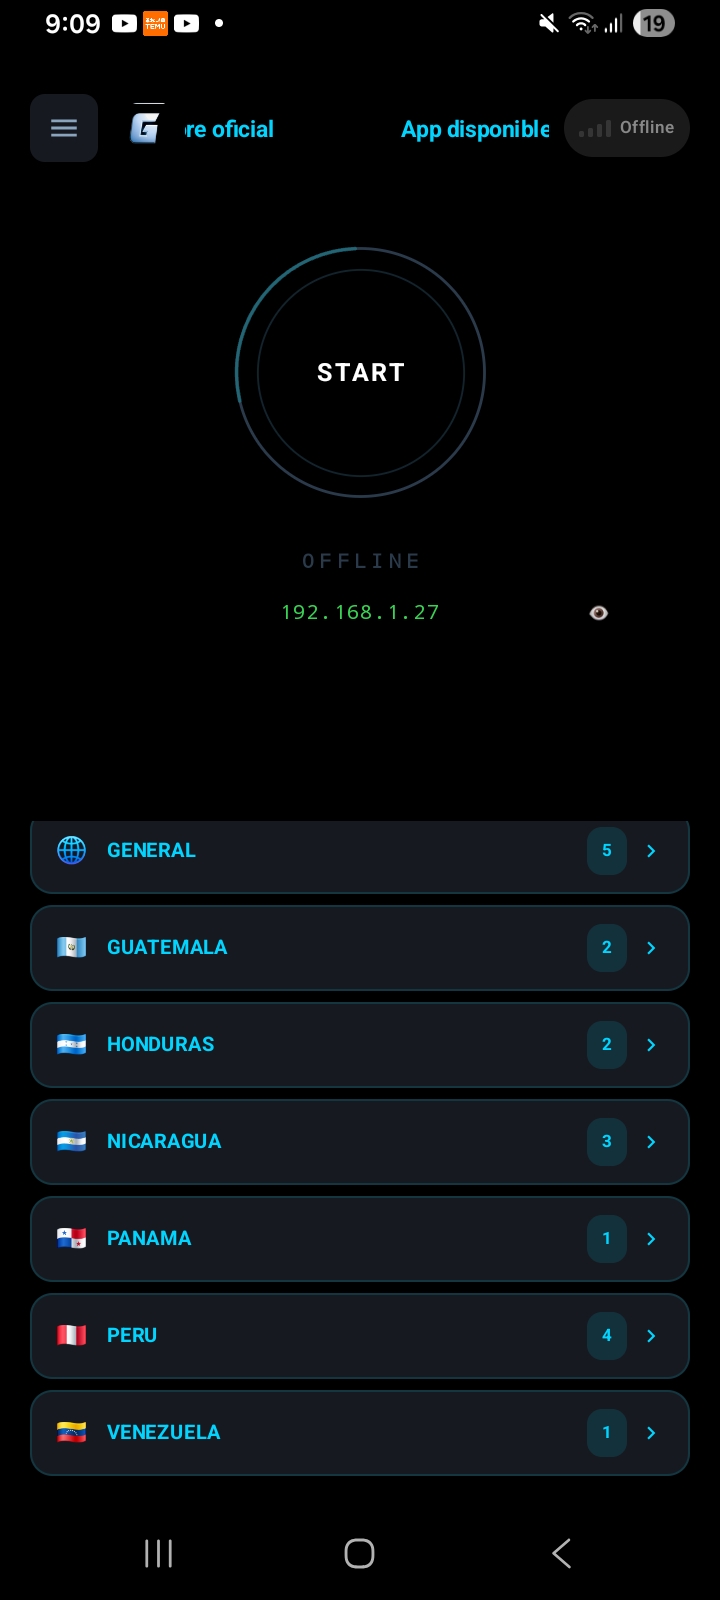 9:09
19
re oficial
App disponible
Offline
START
OFFLINE
192.168.1.27
GENERAL
5
GUATEMALA
2
HONDURAS
2
NICARAGUA
3
PANAMA
1
PERU
4
VENEZUELA
1